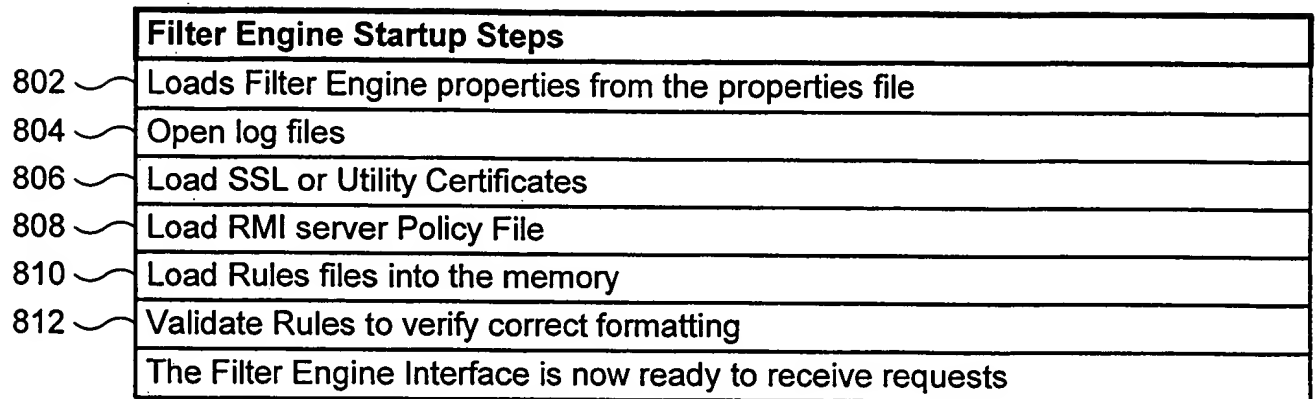 Filter Engine Startup Steps
802 Loads Filter Engine properties from the properties file
804 Open log files
806 Load SSL or Utility Certificates
808 Load RMI server Policy File
810 Load Rules files into the memory
812 Validate Rules to verify correct formatting
The Filter Engine Interface is now ready to receive requests